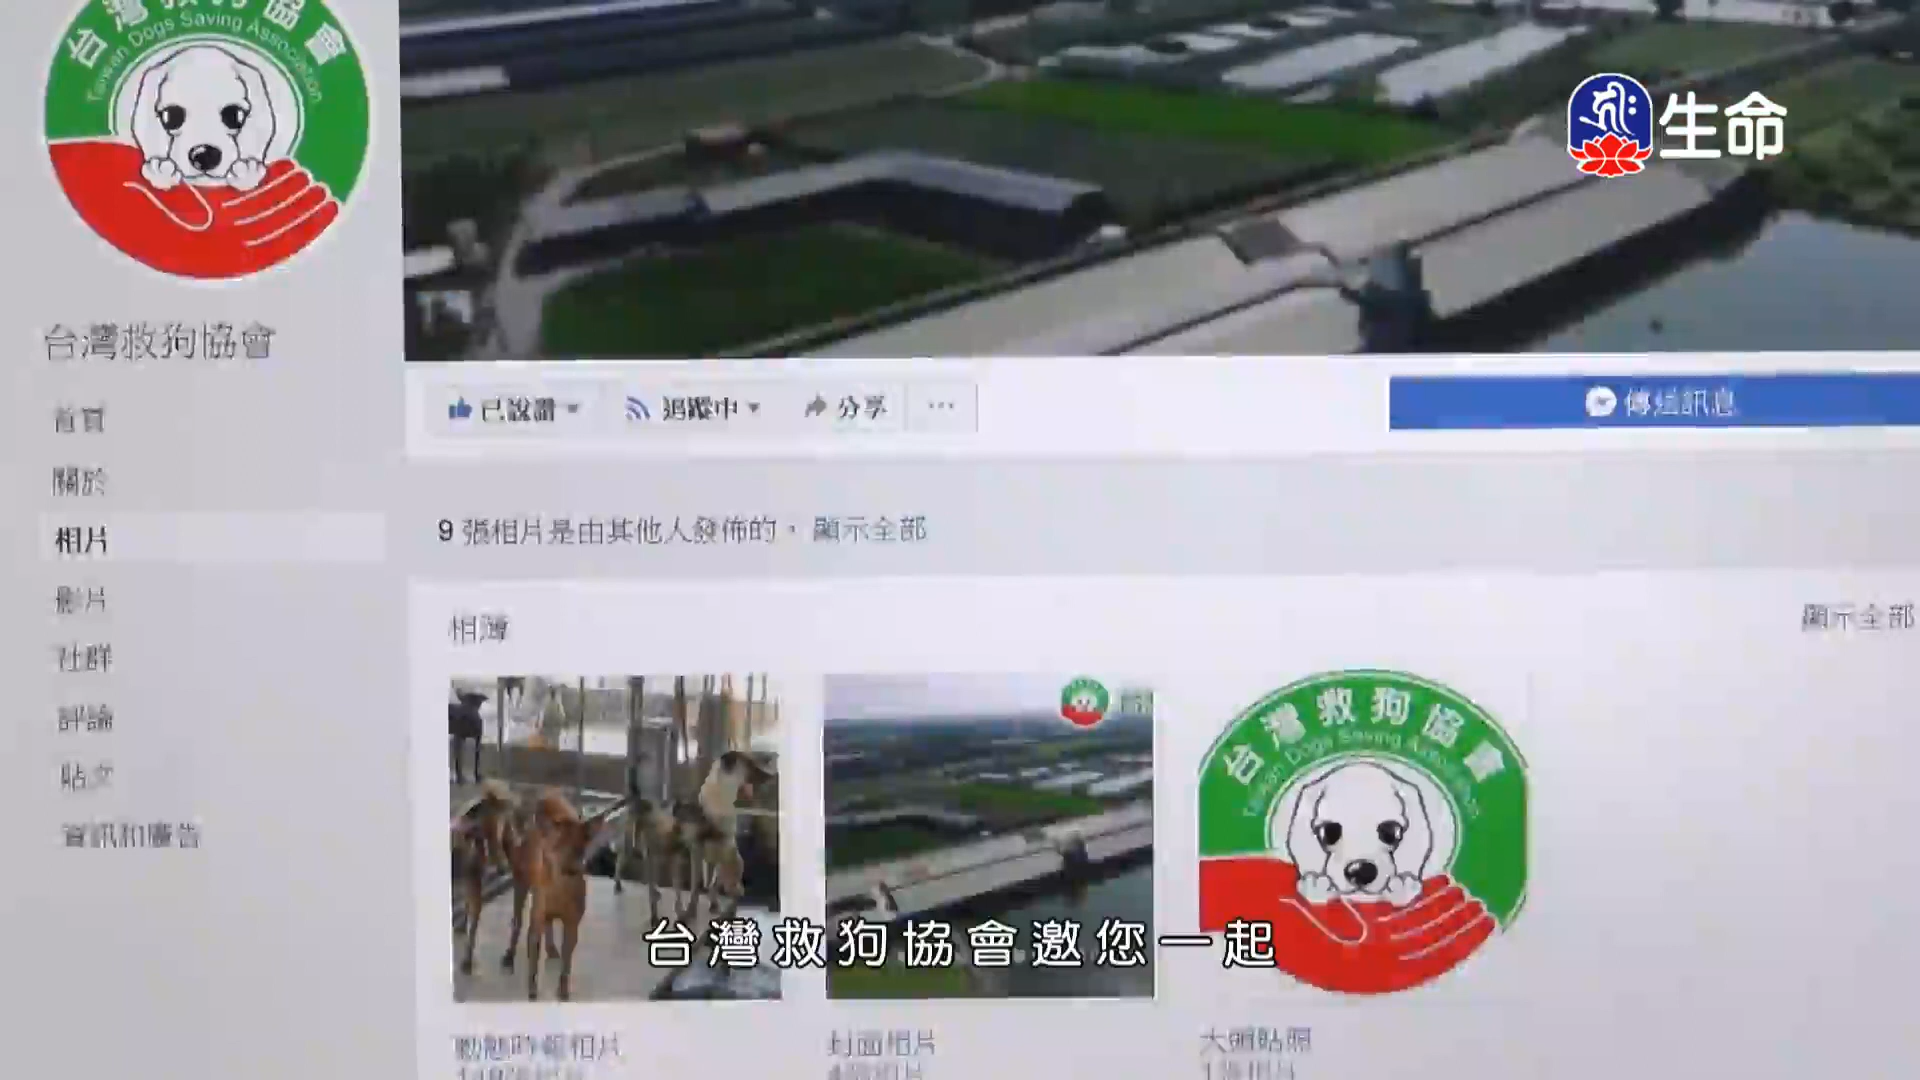 台灣救狗協會
Taiwan Dogs Saving Association
生命
台灣救狗協會
首頁
關於
相片
影片
社群
評論
貼文
資訊和廣告
已說讚
追蹤中
分享
...
傳送訊息
9 張相片是由其他人發佈的。 顯示全部
相簿
顯示全部
台灣救狗協會
Taiwan Dogs Saving Association
台灣救狗協會邀您一起
動態時報相片
封面相片
大頭貼照